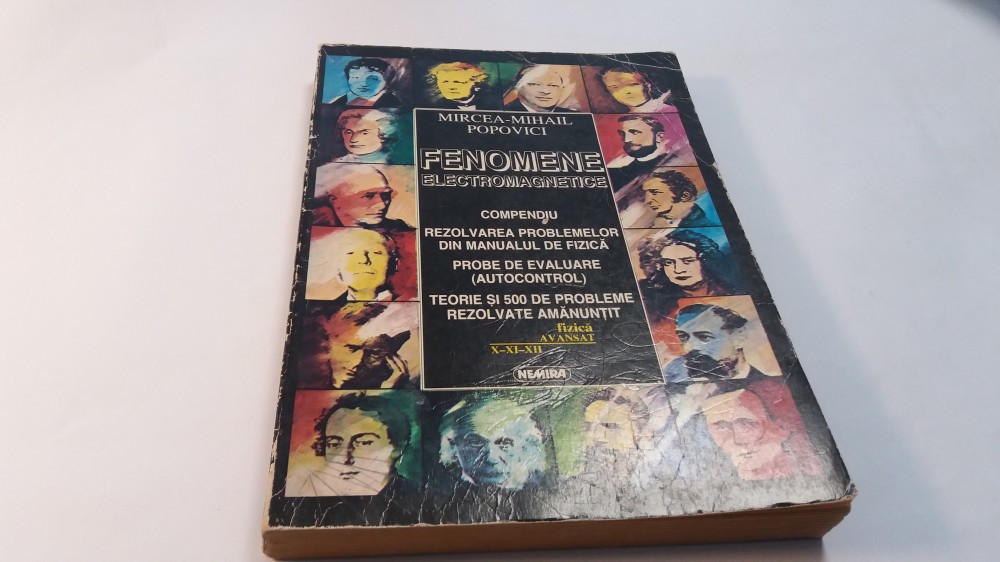 MIRCEA-MIHAIL
POPOVICI
FENOMENE
ELECTROMAGNETICE
COMPENDIU
REZOLVAREA PROBLEMELOR
DIN MANUALUL DE FIZICĂ
PROBE DE EVALUARE
(AUTOCONTROL)
TEORIE ȘI 500 DE PROBLEME
REZOLVATE AMĂNUNȚIT
fizică
AVANSAT
X-XI-XII
NEMIRA